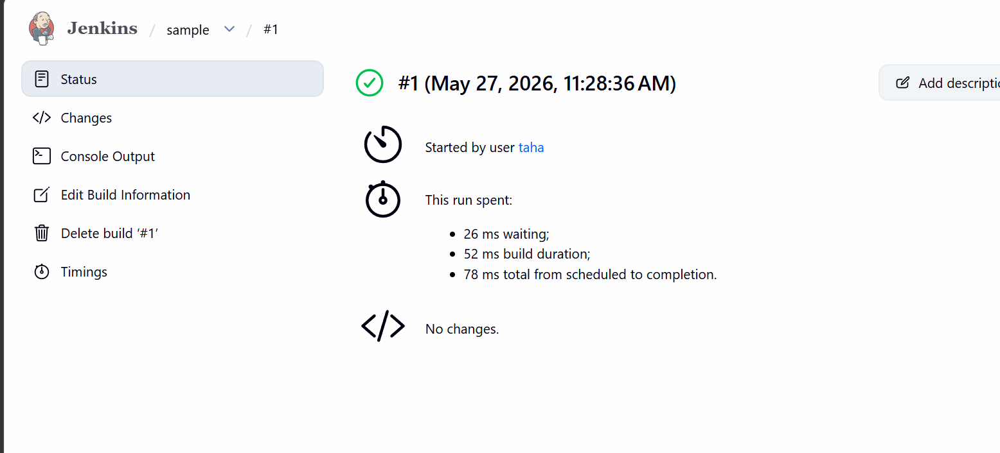 Jenkins / sample / #1
Status
Changes
Console Output
Edit Build Information
Delete build ‘#1’
Timings
#1 (May 27, 2026, 11:28:36 AM)
Add descriptio
Started by user taha
This run spent:
26 ms waiting;
52 ms build duration;
78 ms total from scheduled to completion.
No changes.